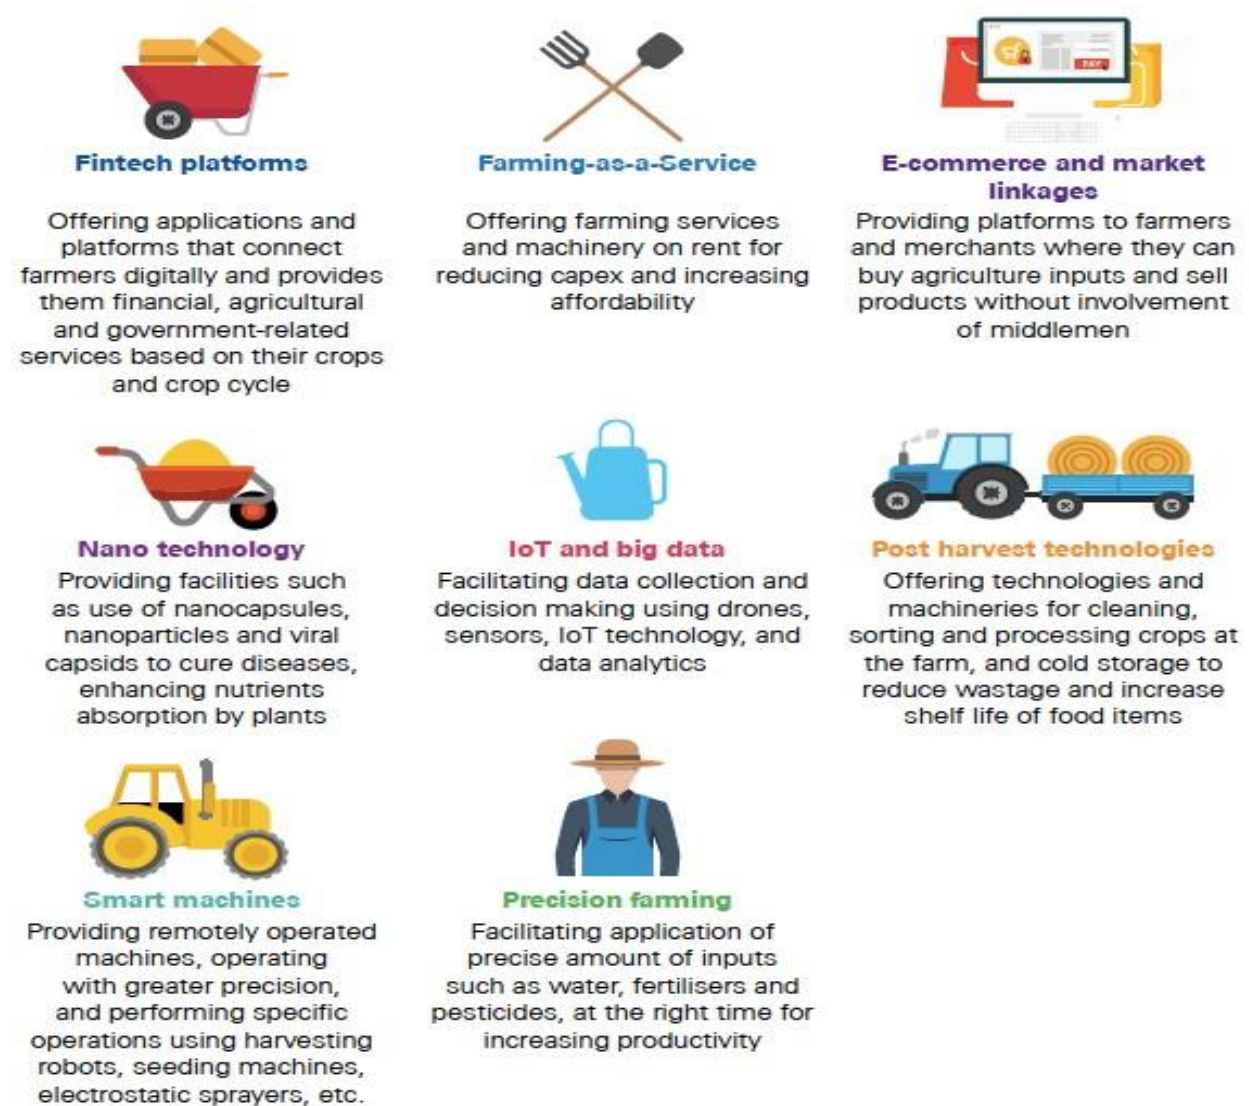 PAY
Fintech platforms
Offering applications and
platforms that connect
farmers digitally and provides
them financial, agricultural
and government-related
services based on their crops
and crop cycle
Farming-as-a-Service
Offering farming services
and machinery on rent for
reducing capex and increasing
affordability
E-commerce and market
linkages
Providing platforms to farmers
and merchants where they can
buy agriculture inputs and sell
products without involvement
of middlemen
Nano technology
Providing facilities such
as use of nanocapsules,
nanoparticles and viral
capsids to cure diseases,
enhancing nutrients
absorption by plants
IoT and big data
Facilitating data collection and
decision making using drones,
sensors, IoT technology, and
data analytics
Post harvest technologies
Offering technologies and
machineries for cleaning,
sorting and processing crops at
the farm, and cold storage to
reduce wastage and increase
shelf life of food items
Smart machines
Providing remotely operated
machines, operating
with greater precision,
and performing specific
operations using harvesting
robots, seeding machines,
electrostatic sprayers, etc.
Precision farming
Facilitating application of
precise amount of inputs
such as water, fertilisers and
pesticides, at the right time for
increasing productivity